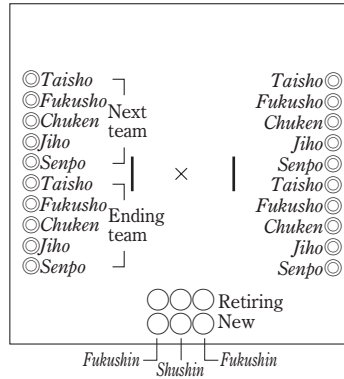 Taisho Taisho
Fukusho Next Fukusho
Chuken team Chuken
Jiho Jiho
Senpo Senpo
Taisho Taisho
Fukusho Ending Fukusho
Chuken team Chuken
Jiho Jiho
Senpo Senpo
Retiring
New
Fukushin Shushin Fukushin